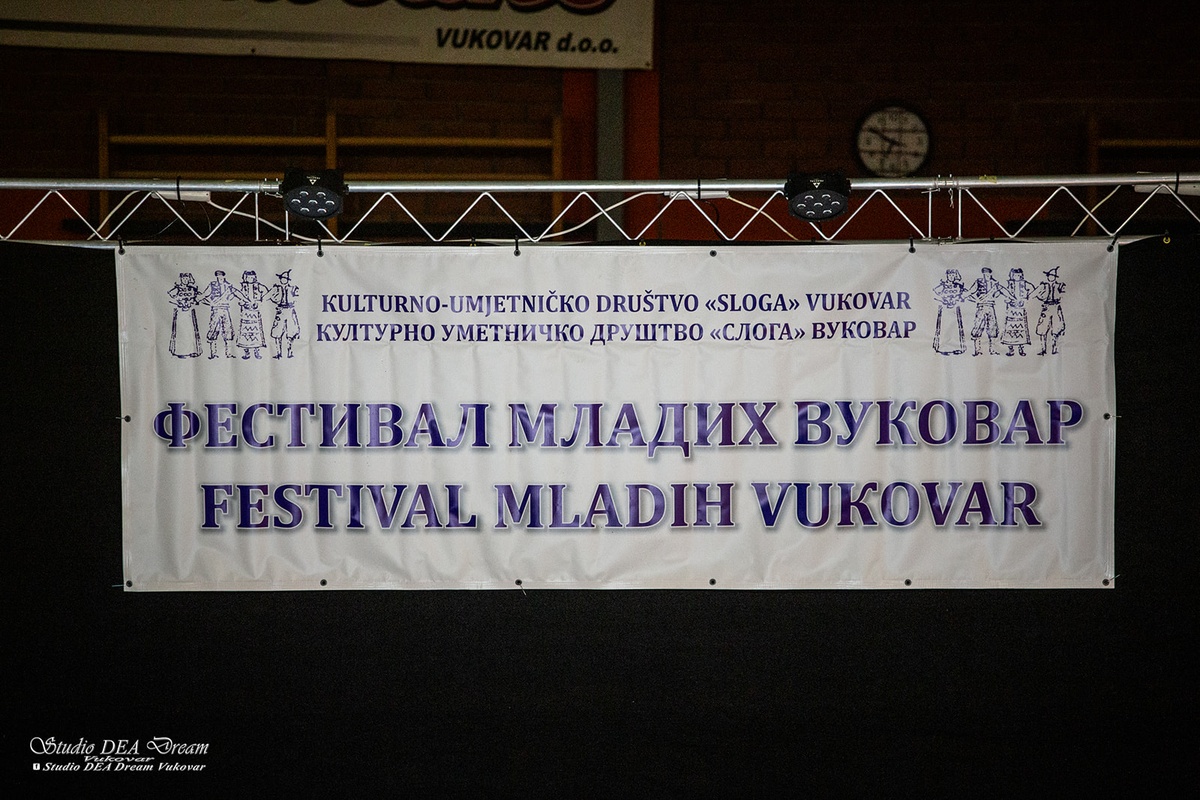 VUKOVAR d.o.o.
KULTURNO-UMJETNIČKO DRUŠTVO «SLOGA» VUKOVAR
КУЛТУРНО УМЕТНИЧКО ДРУШТВО «СЛОГА» ВУКОВАР
ФЕСТИВАЛ МЛАДИХ ВУКОВАР
FESTIVAL MLADIH VUKOVAR
Studio DEA Dream
Vukovar
Studio DEA Dream Vukovar